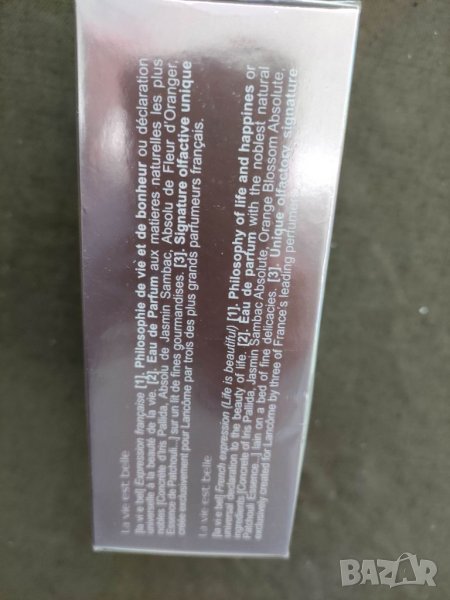 La vie est belle
[la vi ɛ bɛl] Expression française [1]. Philosophie de vie et de bonheur ou déclaration
universelle à la beauté de la vie. [2]. Eau de Parfum aux matières naturelles les plus
nobles [Concrète d'Iris Pallida, Absolu de Jasmin Sambac, Absolu de Fleur d'Oranger,
Essence de Patchouli...] sur un lit de fines gourmandises. [3]. Signature olfactive unique
créée exclusivement pour Lancôme par trois des plus grands parfumeurs français.
La vie est belle
[la vi ɛ bɛl] French expression (Life is beautiful) [1]. Philosophy of life and happines or
universal declaration to the beauty of life. [2]. Eau de parfum with the noblest natural
ingredients [Concrete of Iris Pallida, Jasmin Sambac Absolute, Orange Blossom Absolute,
Patchouli Essence...] lain on a bed of fine delicacies. [3]. Unique olfactory signature
exclusively created for Lancôme by three of France's leading perfumers
BAZAR